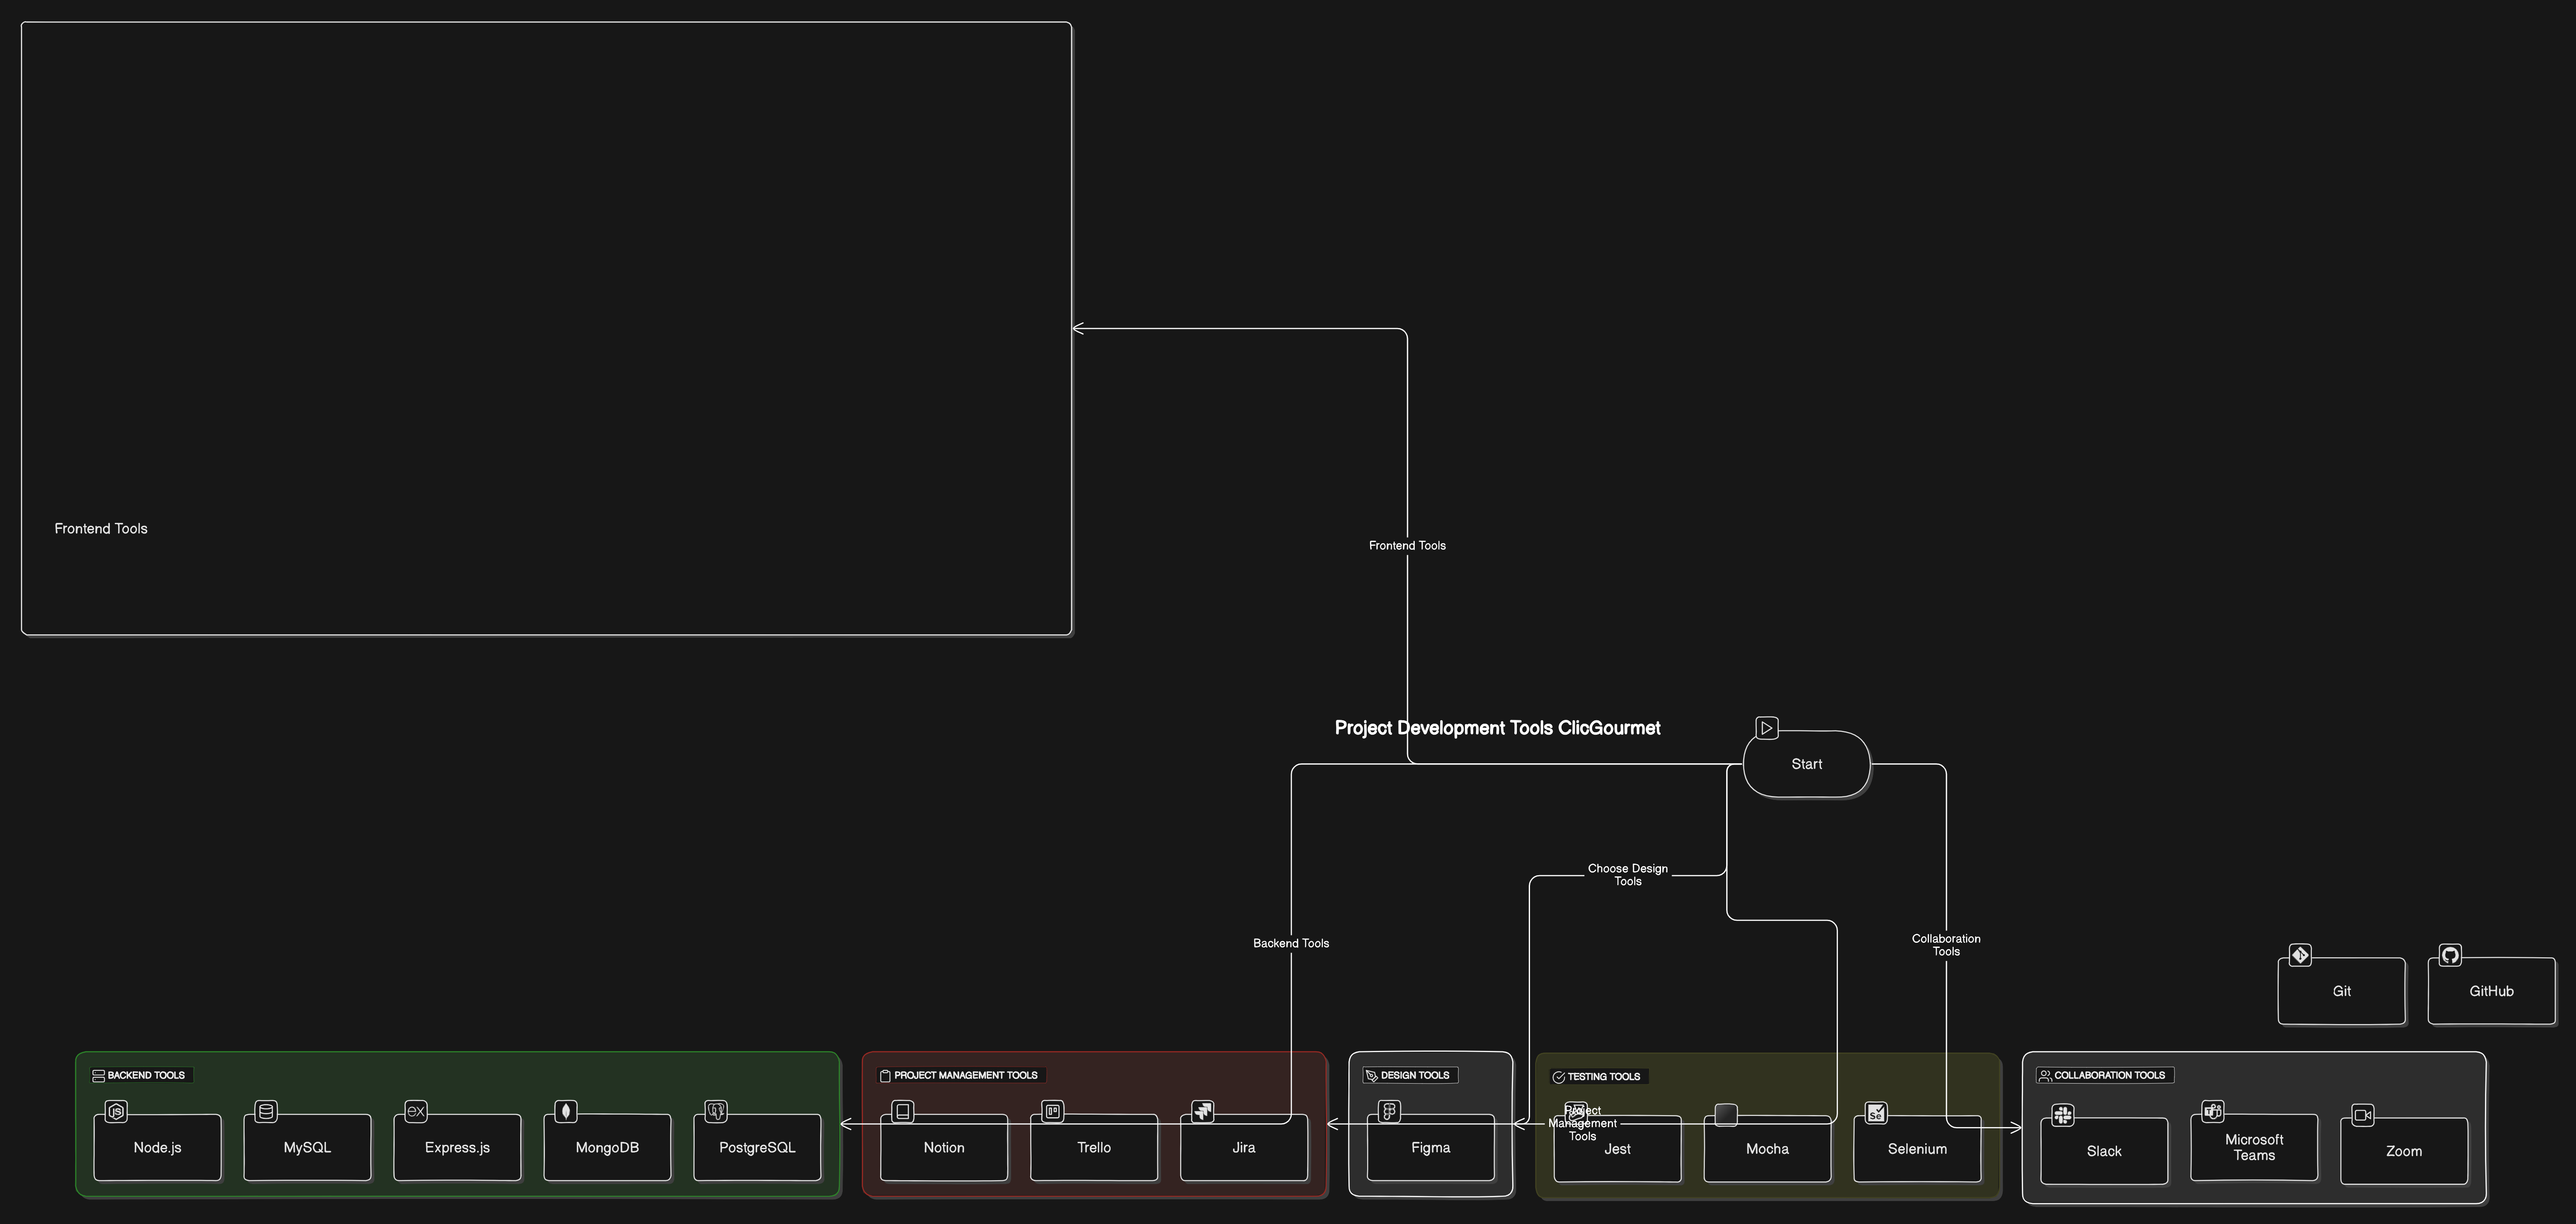 Frontend Tools
Frontend Tools
Project Development Tools ClicGourmet
Start
Choose Design
Tools
Backend Tools
Collaboration
Tools
Git
GitHub
BACKEND TOOLS
Node.js
MySQL
ex
Express.js
MongoDB
PostgreSQL
PROJECT MANAGEMENT TOOLS
Notion
Trello
Jira
DESIGN TOOLS
Figma
TESTING TOOLS
Project
Management
Tools
Jest
Mocha
Se
Selenium
COLLABORATION TOOLS
Slack
Microsoft
Teams
Zoom